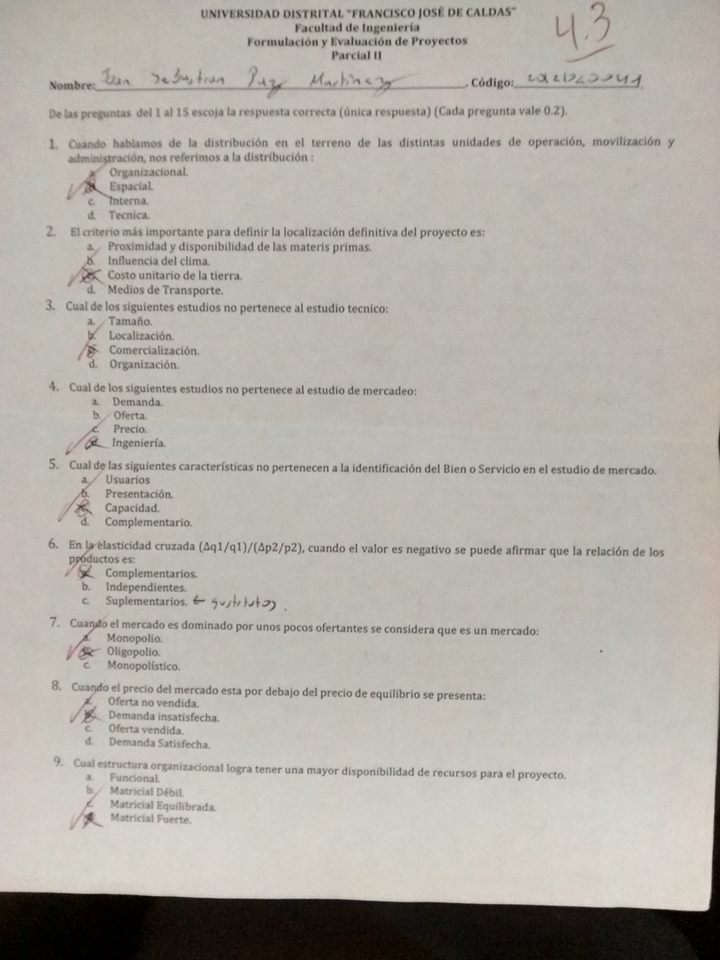 UNIVERSIDAD DISTRITAL "FRANCISCO JOSÉ DE CALDAS"
Facultad de Ingeniería
Formulación y Evaluación de Proyectos
Parcial II
4.3
Nombre: Sebastian Martinez . Código:
De las preguntas del 1 al 15 escoja la respuesta correcta (única respuesta) (Cada pregunta vale 0.2).
1. Cuando hablamos de la distribución en el terreno de las distintas unidades de operación, movilización y
administración, nos referimos a la distribución :
a. Organizacional.
b. Espacial.
c. Interna.
d. Tecnica.
2. El criterio más importante para definir la localización definitiva del proyecto es:
a. Proximidad y disponibilidad de las materis primas.
b. Influencia del clima.
c. Costo unitario de la tierra.
d. Medios de Transporte.
3. Cual de los siguientes estudios no pertenece al estudio tecnico:
a. Tamaño.
b. Localización.
c. Comercialización.
d. Organización.
4. Cual de los siguientes estudios no pertenece al estudio de mercadeo:
a. Demanda.
b. Oferta.
c. Precio.
d. Ingeniería.
5. Cual de las siguientes características no pertenecen a la identificación del Bien o Servicio en el estudio de mercado.
a. Usuarios
b. Presentación.
c. Capacidad.
d. Complementario.
6. En la elasticidad cruzada (Δq1/q1)/(Δp2/p2), cuando el valor es negativo se puede afirmar que la relación de los
productos es:
a. Complementarios.
b. Independientes.
c. Suplementarios. ← sustitutos.
7. Cuando el mercado es dominado por unos pocos ofertantes se considera que es un mercado:
a. Monopolio.
b. Oligopolio.
c. Monopolístico.
8. Cuando el precio del mercado esta por debajo del precio de equilibrio se presenta:
a. Oferta no vendida.
b. Demanda insatisfecha.
c. Oferta vendida.
d. Demanda Satisfecha.
9. Cual estructura organizacional logra tener una mayor disponibilidad de recursos para el proyecto.
a. Funcional.
b. Matricial Débil.
c. Matricial Equilibrada.
d. Matricial Fuerte.